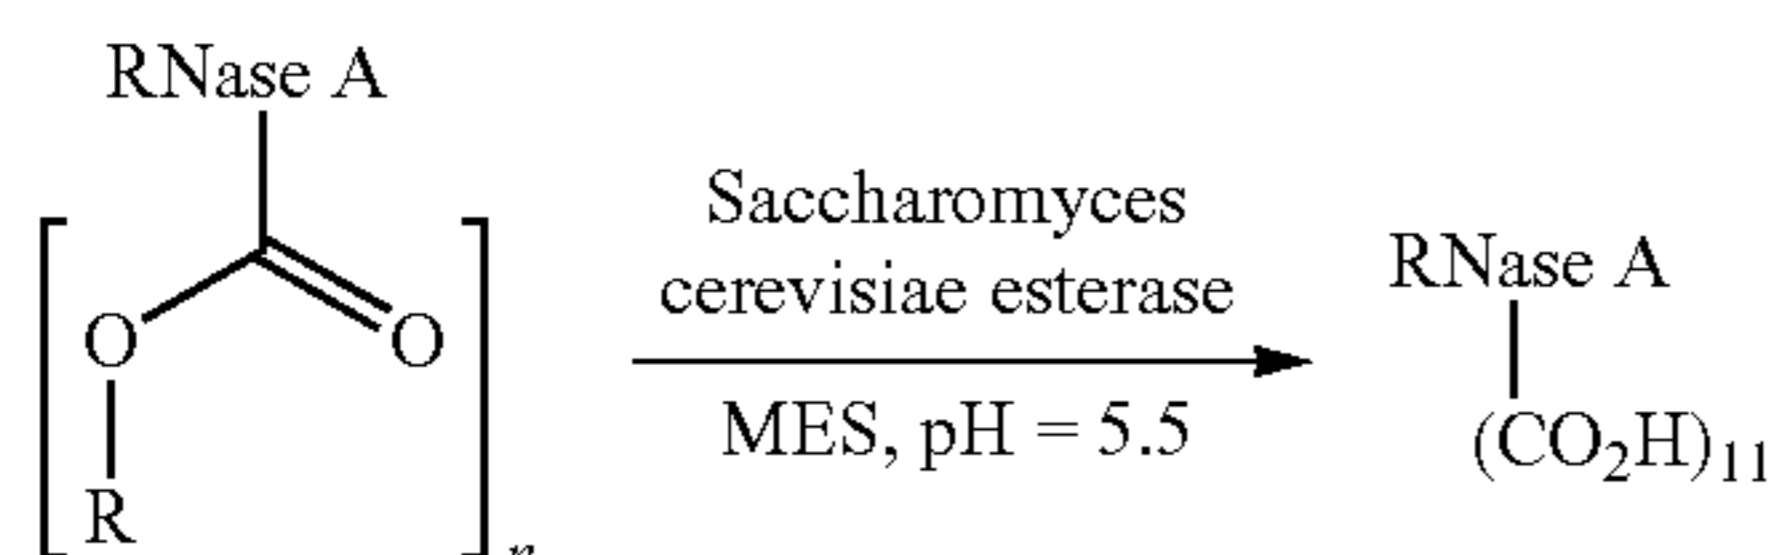 RNase A
O
O
R
n
Saccharomyces
cerevisiae esterase
MES, pH = 5.5
RNase A
(CO₂H)₁₁